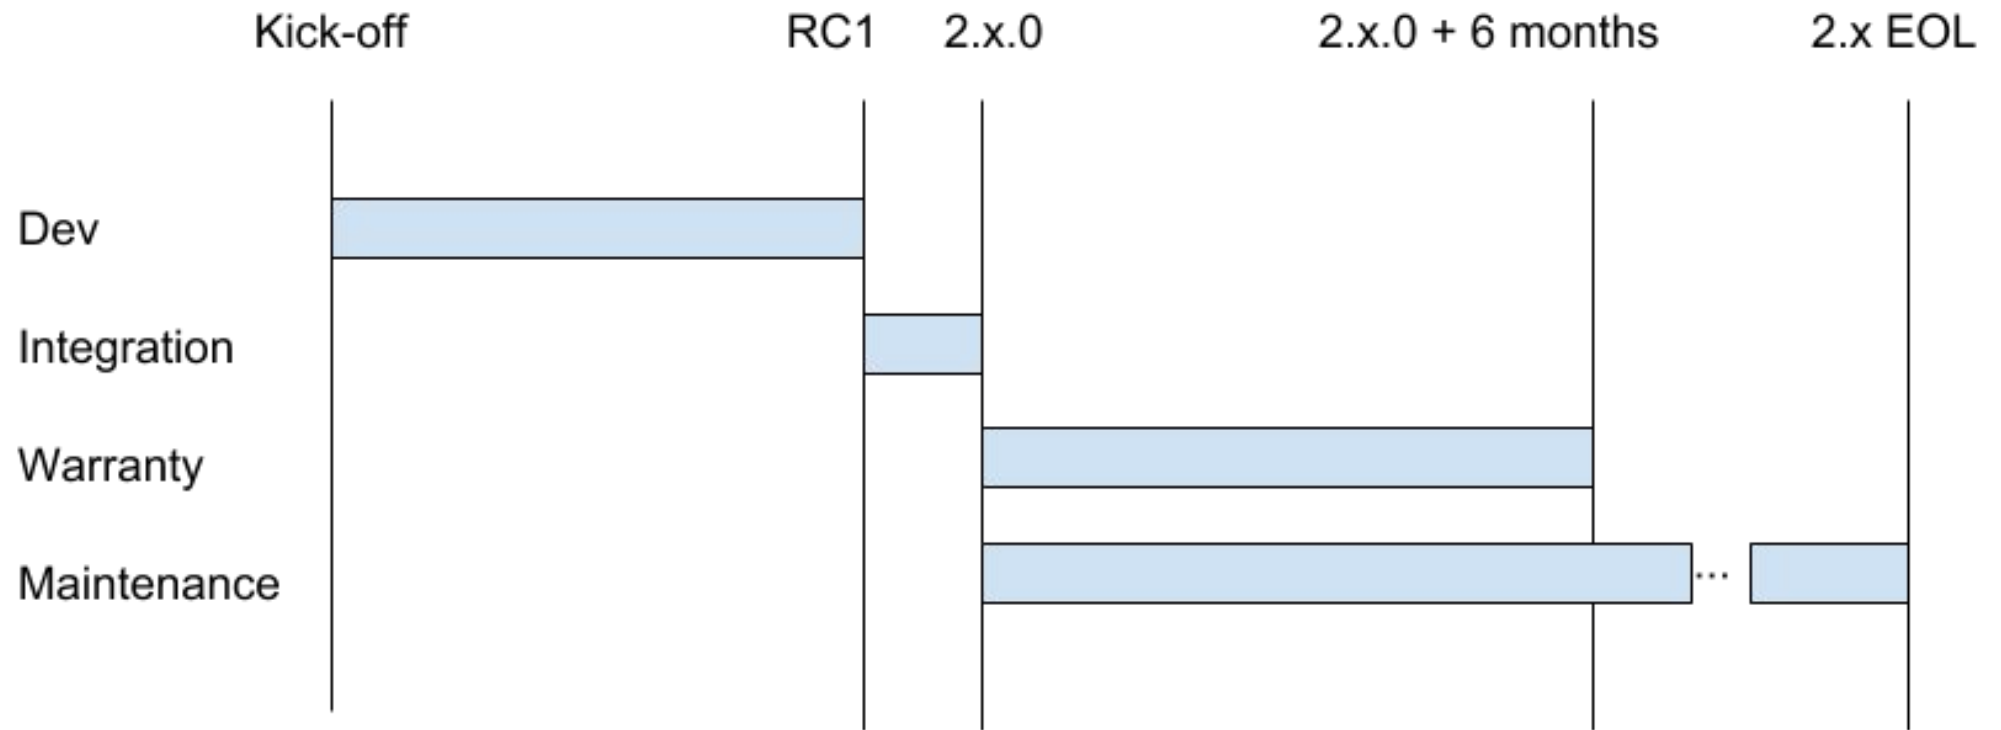 Kick-off RC1 2.x.0 2.x.0 + 6 months 2.x EOL
Dev
Integration
Warranty
Maintenance ...